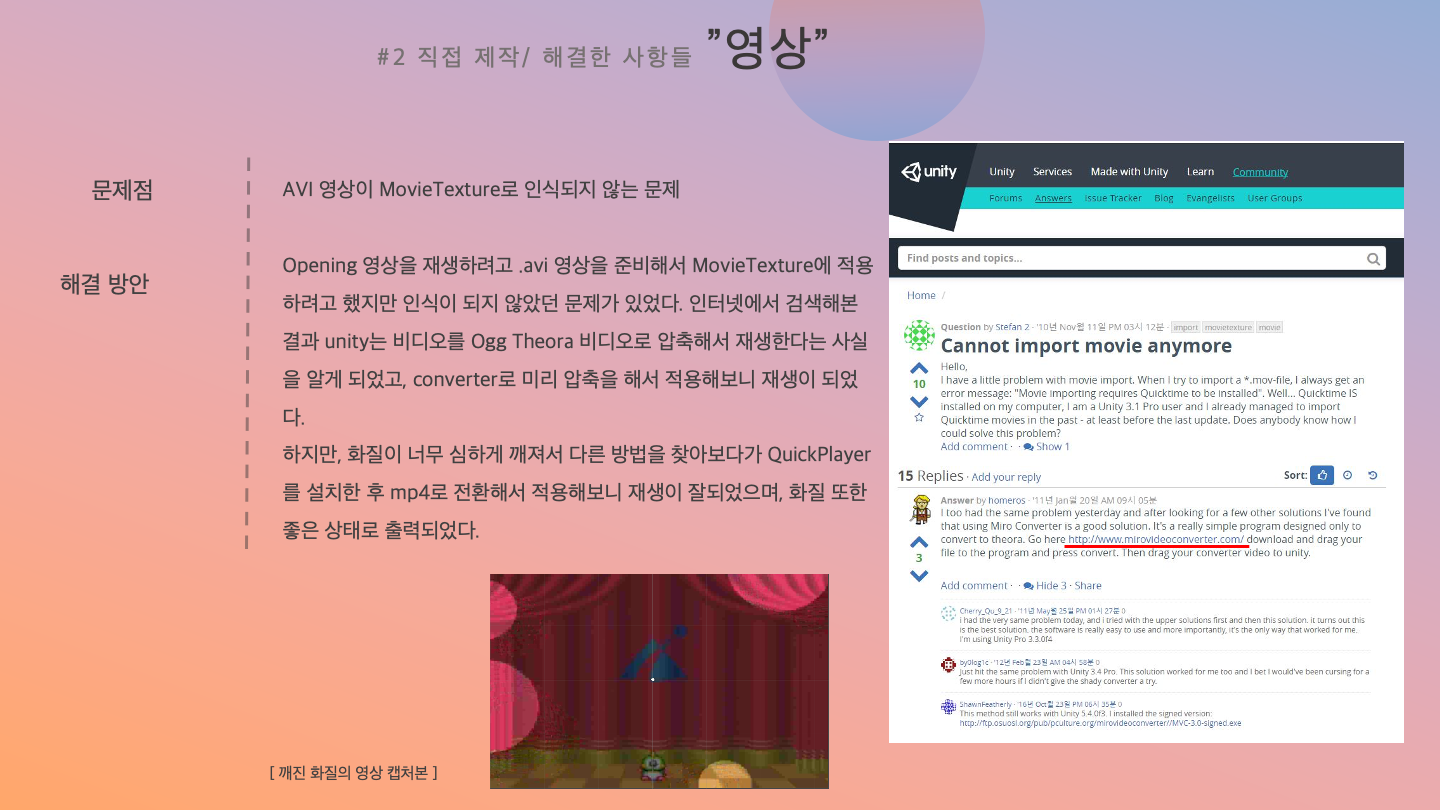 #2 직접 제작/ 해결한 사항들 ”영상”
문제점
AVI 영상이 MovieTexture로 인식되지 않는 문제
해결 방안
Opening 영상을 재생하려고 .avi 영상을 준비해서 MovieTexture에 적용
하려고 했지만 인식이 되지 않았던 문제가 있었다. 인터넷에서 검색해본
결과 unity는 비디오를 Ogg Theora 비디오로 압축해서 재생한다는 사실
을 알게 되었고, converter로 미리 압축을 해서 적용해보니 재생이 되었
다.
하지만, 화질이 너무 심하게 깨져서 다른 방법을 찾아보다가 QuickPlayer
를 설치한 후 mp4로 전환해서 적용해보니 재생이 잘되었으며, 화질 또한
좋은 상태로 출력되었다.
[ 깨진 화질의 영상 캡처본 ]
unity
Unity Services Made with Unity Learn Community
Forums Answers Issue Tracker Blog Evangelists User Groups
Find posts and topics...
Home /
Question by Stefan 2 · '10년 Nov월 11일 PM 03시 12분 · import movietexture movie
Cannot import movie anymore
Hello,
10
I have a little problem with movie import. When I try to import a *.mov-file, I always get an
error message: "Movie importing requires Quicktime to be installed". Well... Quicktime IS
installed on my computer, I am a Unity 3.1 Pro user and I already managed to import
Quicktime movies in the past - at least before the last update. Does anybody know how I
could solve this problem?
Add comment · · Show 1
15 Replies · Add your reply
Sort:
Answer by homeros · '11년 Jan월 20일 AM 09시 05분
I too had the same problem yesterday and after looking for a few other solutions I've found
that using Miro Converter is a good solution. It's a really simple program designed only to
convert to theora. Go here http://www.mirovideoconverter.com/ download and drag your
3
file to the program and press convert. Then drag your converter video to unity.
Add comment · · Hide 3 · Share
Cherry_Qu_9_21 · '11년 May월 25일 PM 01시 27분 0
i had the very same problem today, and i tried with the upper solutions first and then this solution. it turns out this
is the best solution. the software is really easy to use and more importantly, it's the only way that worked for me.
I'm using Unity Pro 3.3.0f4
by0log1c · '12년 Feb월 23일 AM 04시 58분 0
Just hit the same problem with Unity 3.4 Pro. This solution worked for me too and I bet I would've been cursing for a
few more hours if I didn't give the shady converter a try.
ShawnFeatherly · '16년 Oct월 23일 PM 06시 35분 0
This method still works with Unity 5.4.0f3. I installed the signed version:
http://ftp.osuosl.org/pub/pculture.org/mirovideoconverter//MVC-3.0-signed.exe